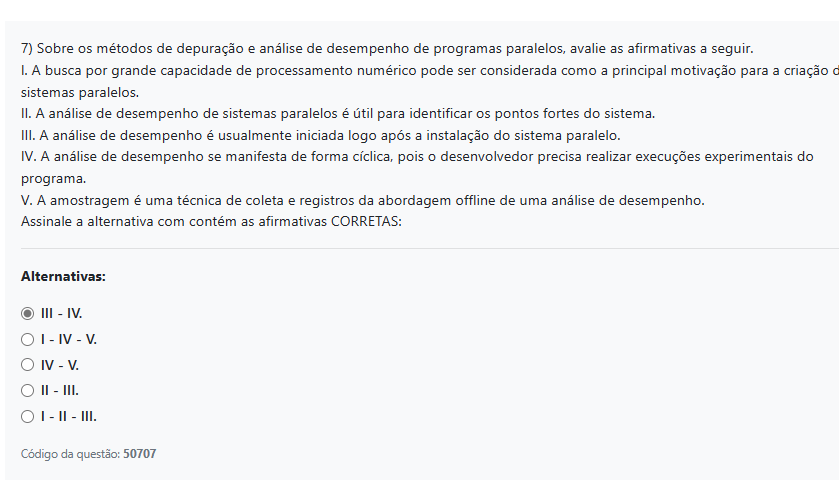 7) Sobre os métodos de depuração e análise de desempenho de programas paralelos, avalie as afirmativas a seguir.
I. A busca por grande capacidade de processamento numérico pode ser considerada como a principal motivação para a criação d
sistemas paralelos.
II. A análise de desempenho de sistemas paralelos é útil para identificar os pontos fortes do sistema.
III. A análise de desempenho é usualmente iniciada logo após a instalação do sistema paralelo.
IV. A análise de desempenho se manifesta de forma cíclica, pois o desenvolvedor precisa realizar execuções experimentais do
programa.
V. A amostragem é uma técnica de coleta e registros da abordagem offline de uma análise de desempenho.
Assinale a alternativa com contém as afirmativas CORRETAS:
Alternativas:
III - IV.
I - IV - V.
IV - V.
II - III.
I - II - III.
Código da questão: 50707